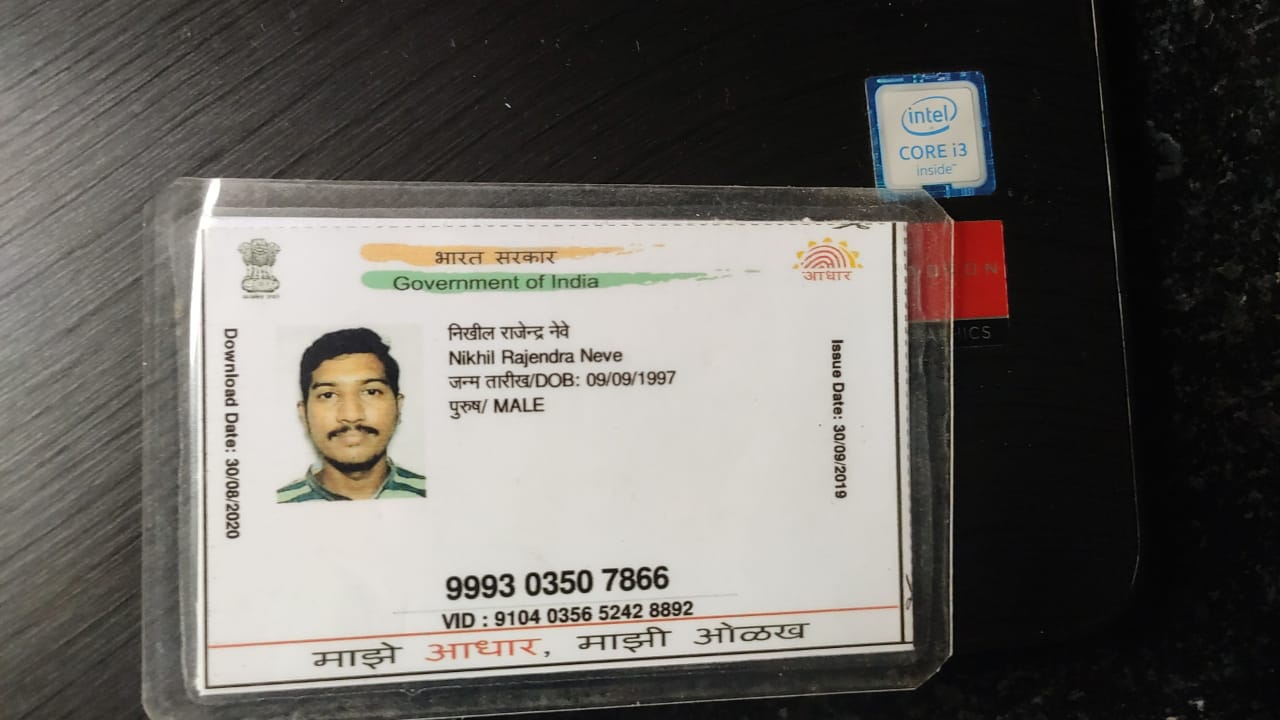 intel
CORE i3
inside™
भारत सरकार
Government of India
आधार
निखील राजेन्द्र नेवे
Nikhil Rajendra Neve
जन्म तारीख/DOB: 09/09/1997
पुरुष/ MALE
Download Date: 30/08/2020
Issue Date: 30/09/2019
9993 0350 7866
VID : 9104 0356 5242 8892
माझे आधार, माझी ओळख